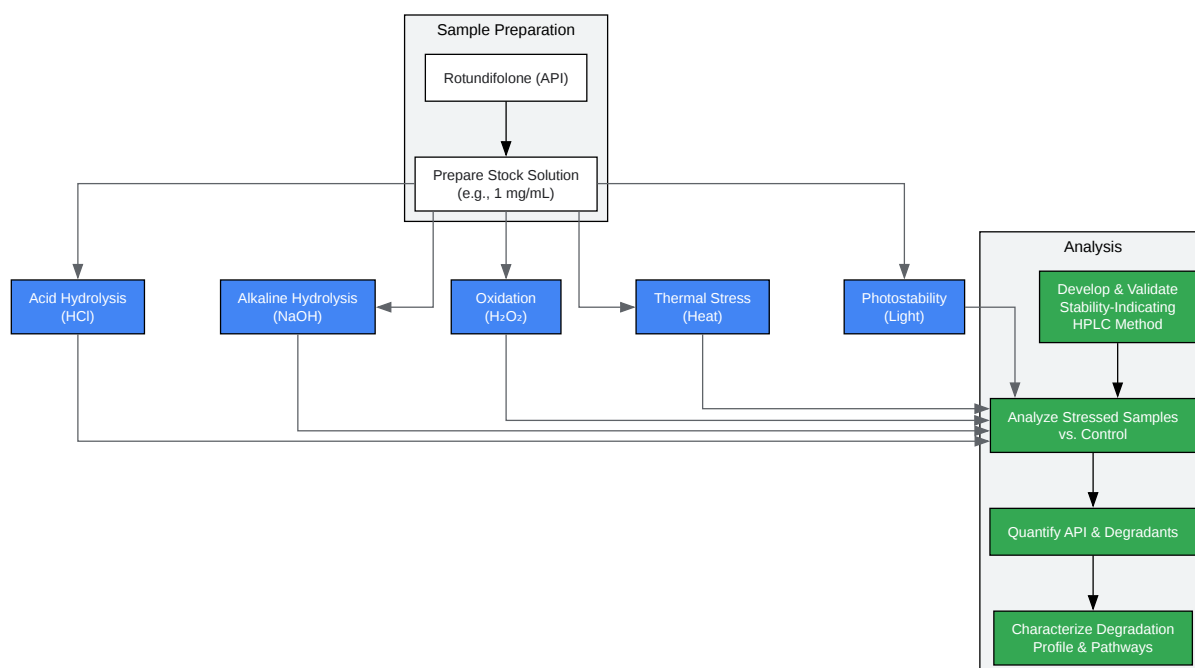 Sample Preparation
Rotundifolone (API)
Prepare Stock Solution
(e.g., 1 mg/mL)
Acid Hydrolysis
(HCl)
Alkaline Hydrolysis
(NaOH)
Oxidation
(H₂O₂)
Thermal Stress
(Heat)
Photostability
(Light)
Analysis
Develop & Validate
Stability-Indicating
HPLC Method
Analyze Stressed Samples
vs. Control
Quantify API & Degradants
Characterize Degradation
Profile & Pathways